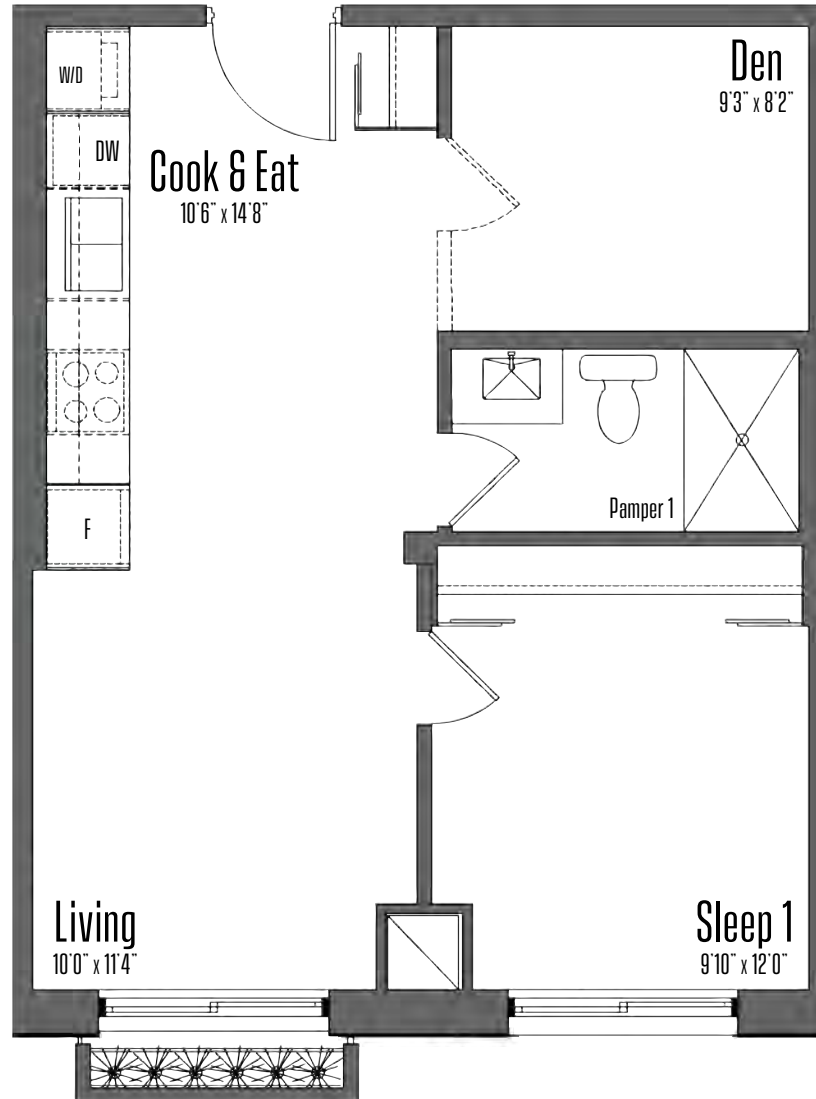 W/D
DW
Cook & Eat
10'6" x 14'8"
Den
9'3" x 8'2"
F
Pamper 1
Living
10'0" x 11'4"
Sleep 1
9'10" x 12'0"